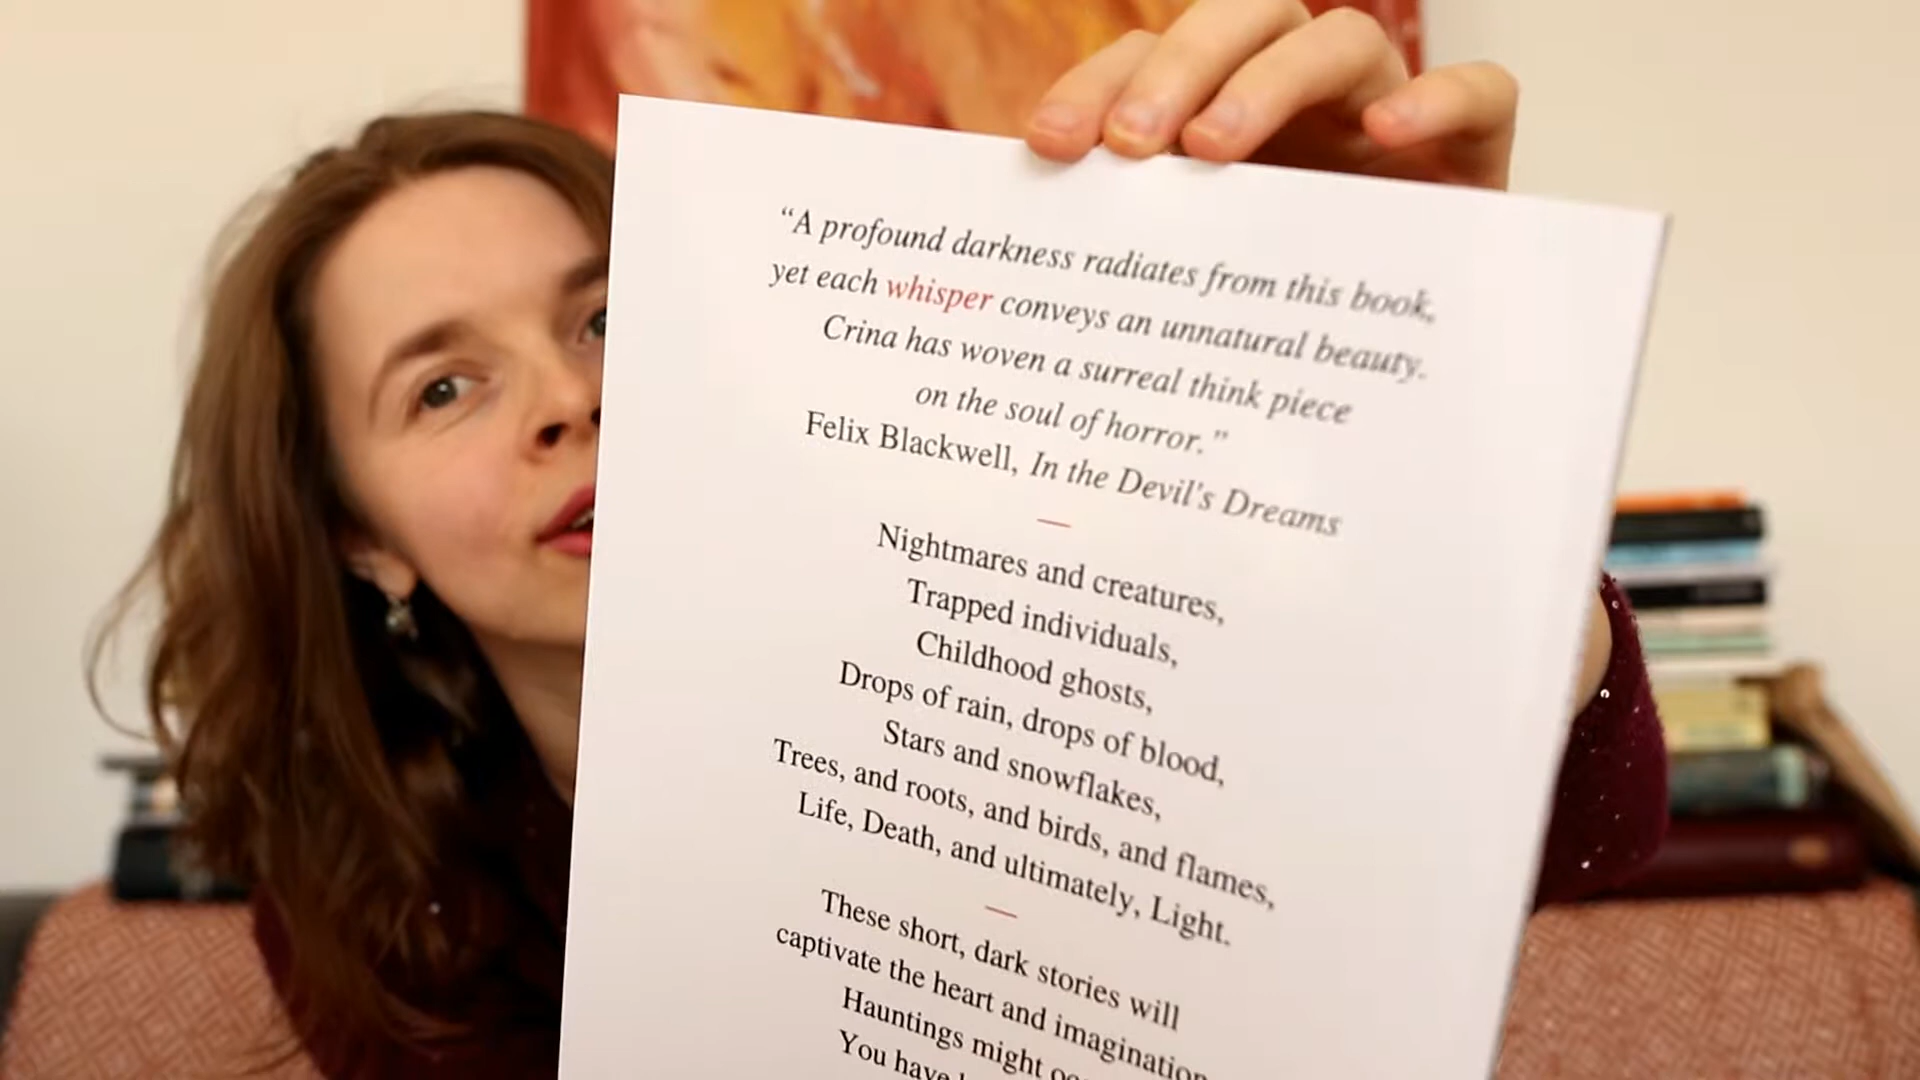 “A profound darkness radiates from this book,
yet each whisper conveys an unnatural beauty.
Crina has woven a surreal think piece
on the soul of horror.”
Felix Blackwell, In the Devil's Dreams
—
Nightmares and creatures,
Trapped individuals,
Childhood ghosts,
Drops of rain, drops of blood,
Stars and snowflakes,
Trees, and roots, and birds, and flames,
Life, Death, and ultimately, Light.
—
These short, dark stories will
captivate the heart and imagination
Hauntings might
You have